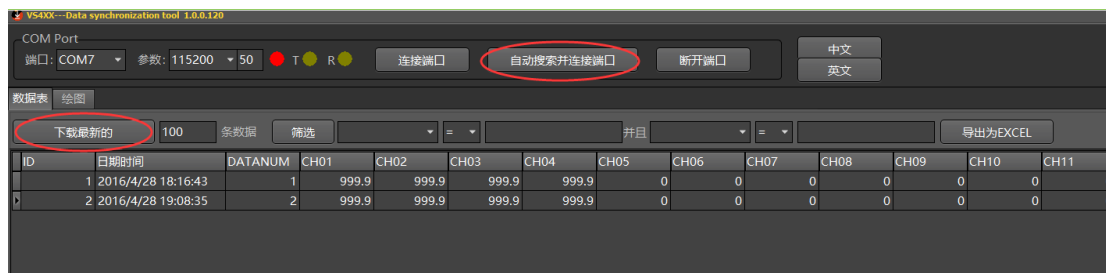 VS4XX---Data synchronization tool 1.0.0.120
COM Port
端口: COM7 参数: 115200 50 T R 连接端口 自动搜索并连接端口 断开端口 中文
英文
数据表 绘图
下载最新的 100 条数据 筛选 = 并且 = 导出为EXCEL
ID 日期时间 DATANUM CH01 CH02 CH03 CH04 CH05 CH06 CH07 CH08 CH09 CH10 CH11
1 2016/4/28 18:16:43 1 999.9 999.9 999.9 999.9 0 0 0 0 0 0
2 2016/4/28 19:08:35 2 999.9 999.9 999.9 999.9 0 0 0 0 0 0